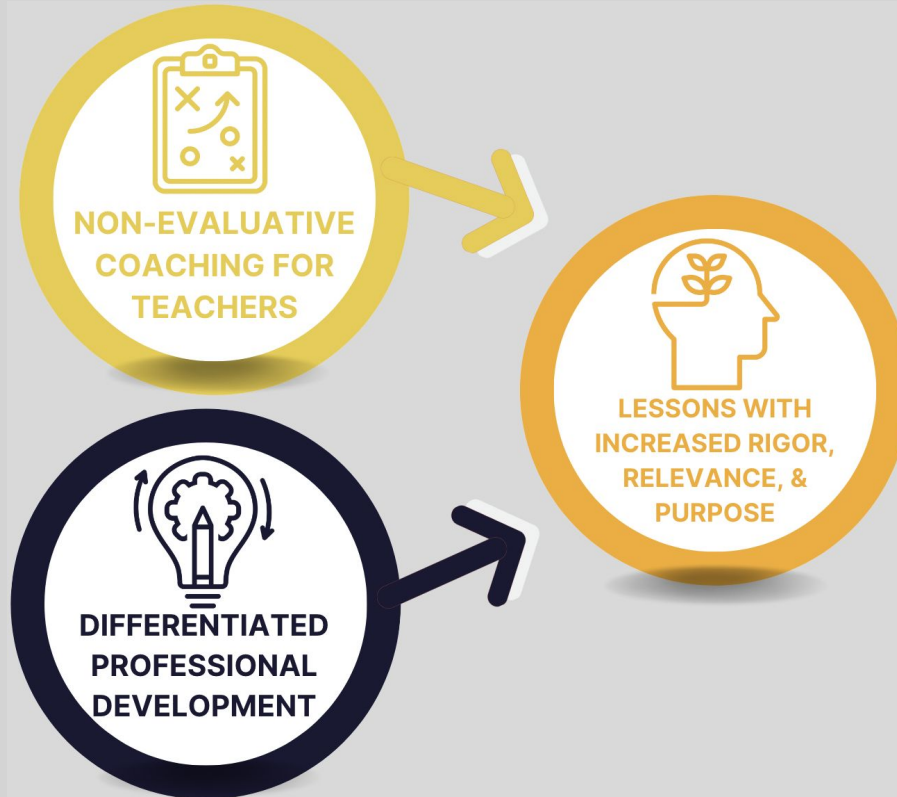 NON-EVALUATIVE
COACHING FOR
TEACHERS
LESSONS WITH
INCREASED RIGOR,
RELEVANCE, &
PURPOSE
DIFFERENTIATED
PROFESSIONAL
DEVELOPMENT